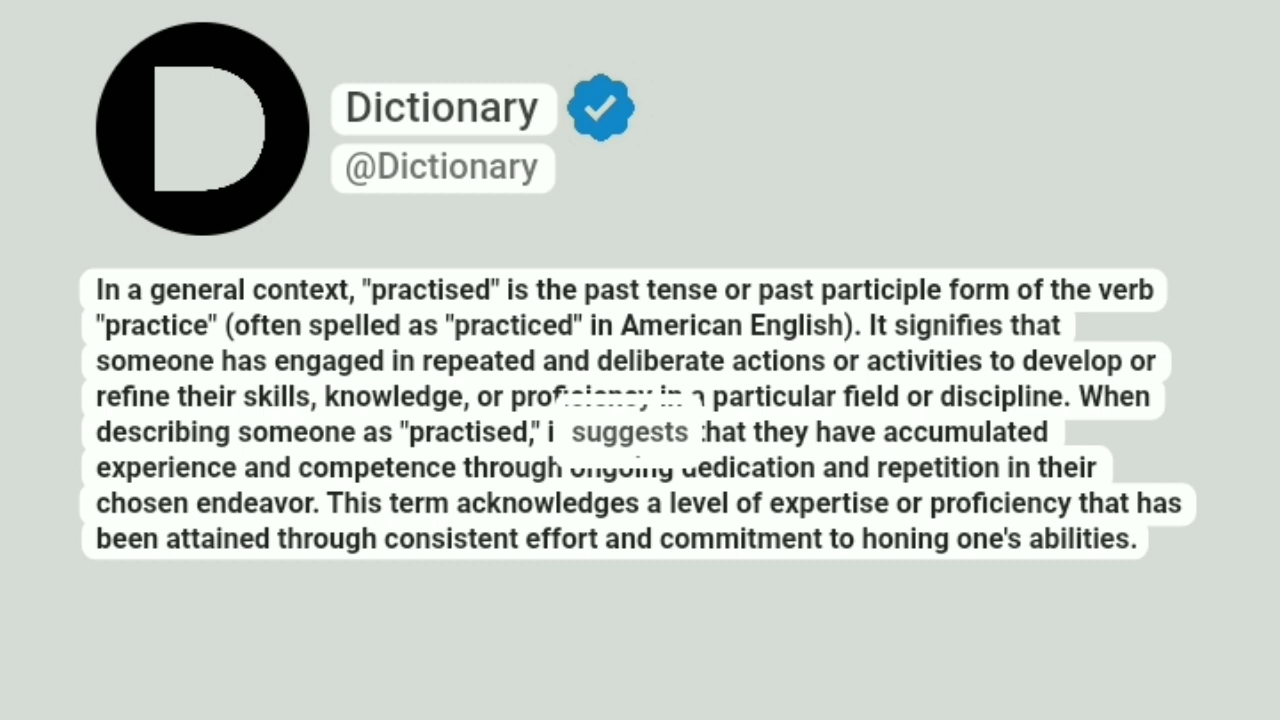 D
Dictionary
@Dictionary
In a general context, "practised" is the past tense or past participle form of the verb
"practice" (often spelled as "practiced" in American English). It signifies that
someone has engaged in repeated and deliberate actions or activities to develop or
refine their skills, knowledge, or proficiency in a particular field or discipline. When
describing someone as "practised," i suggests that they have accumulated
experience and competence through ongoing dedication and repetition in their
chosen endeavor. This term acknowledges a level of expertise or proficiency that has
been attained through consistent effort and commitment to honing one's abilities.